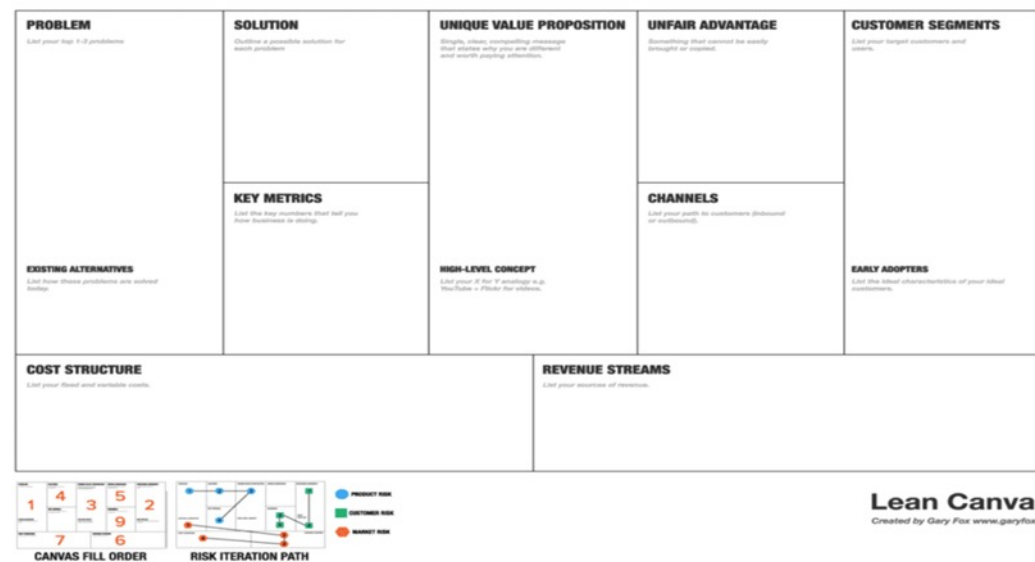 PROBLEM
List your top 1-3 problems
SOLUTION
Outline a possible solution for
each problem
UNIQUE VALUE PROPOSITION
Single, clear, compelling message
that states why you are different
and worth paying attention.
UNFAIR ADVANTAGE
Something that cannot be easily
brought or copied.
CUSTOMER SEGMENTS
List your target customers and
users.
KEY METRICS
List the key numbers that tell you
how business is doing.
CHANNELS
List your path to customers (inbound
or outbound).
EXISTING ALTERNATIVES
List how these problems are solved
today.
HIGH-LEVEL CONCEPT
List your X for Y analogy e.g.
YouTube = Flickr for videos.
EARLY ADOPTERS
List the ideal characteristics of your ideal
customers.
COST STRUCTURE
List your fixed and variable costs.
REVENUE STREAMS
List your sources of revenue.
1
4
3
5
2
9
7
6
CANVAS FILL ORDER
RISK ITERATION PATH
PRODUCT RISK
CUSTOMER RISK
MARKET RISK
Lean Canva
Created by Gary Fox www.garyfox